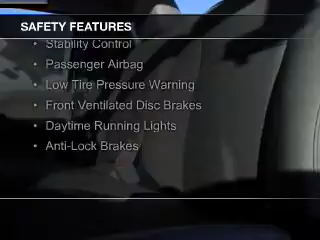 SAFETY FEATURES
• Stability Control
• Passenger Airbag
• Low Tire Pressure Warning
• Front Ventilated Disc Brakes
• Daytime Running Lights
• Anti-Lock Brakes